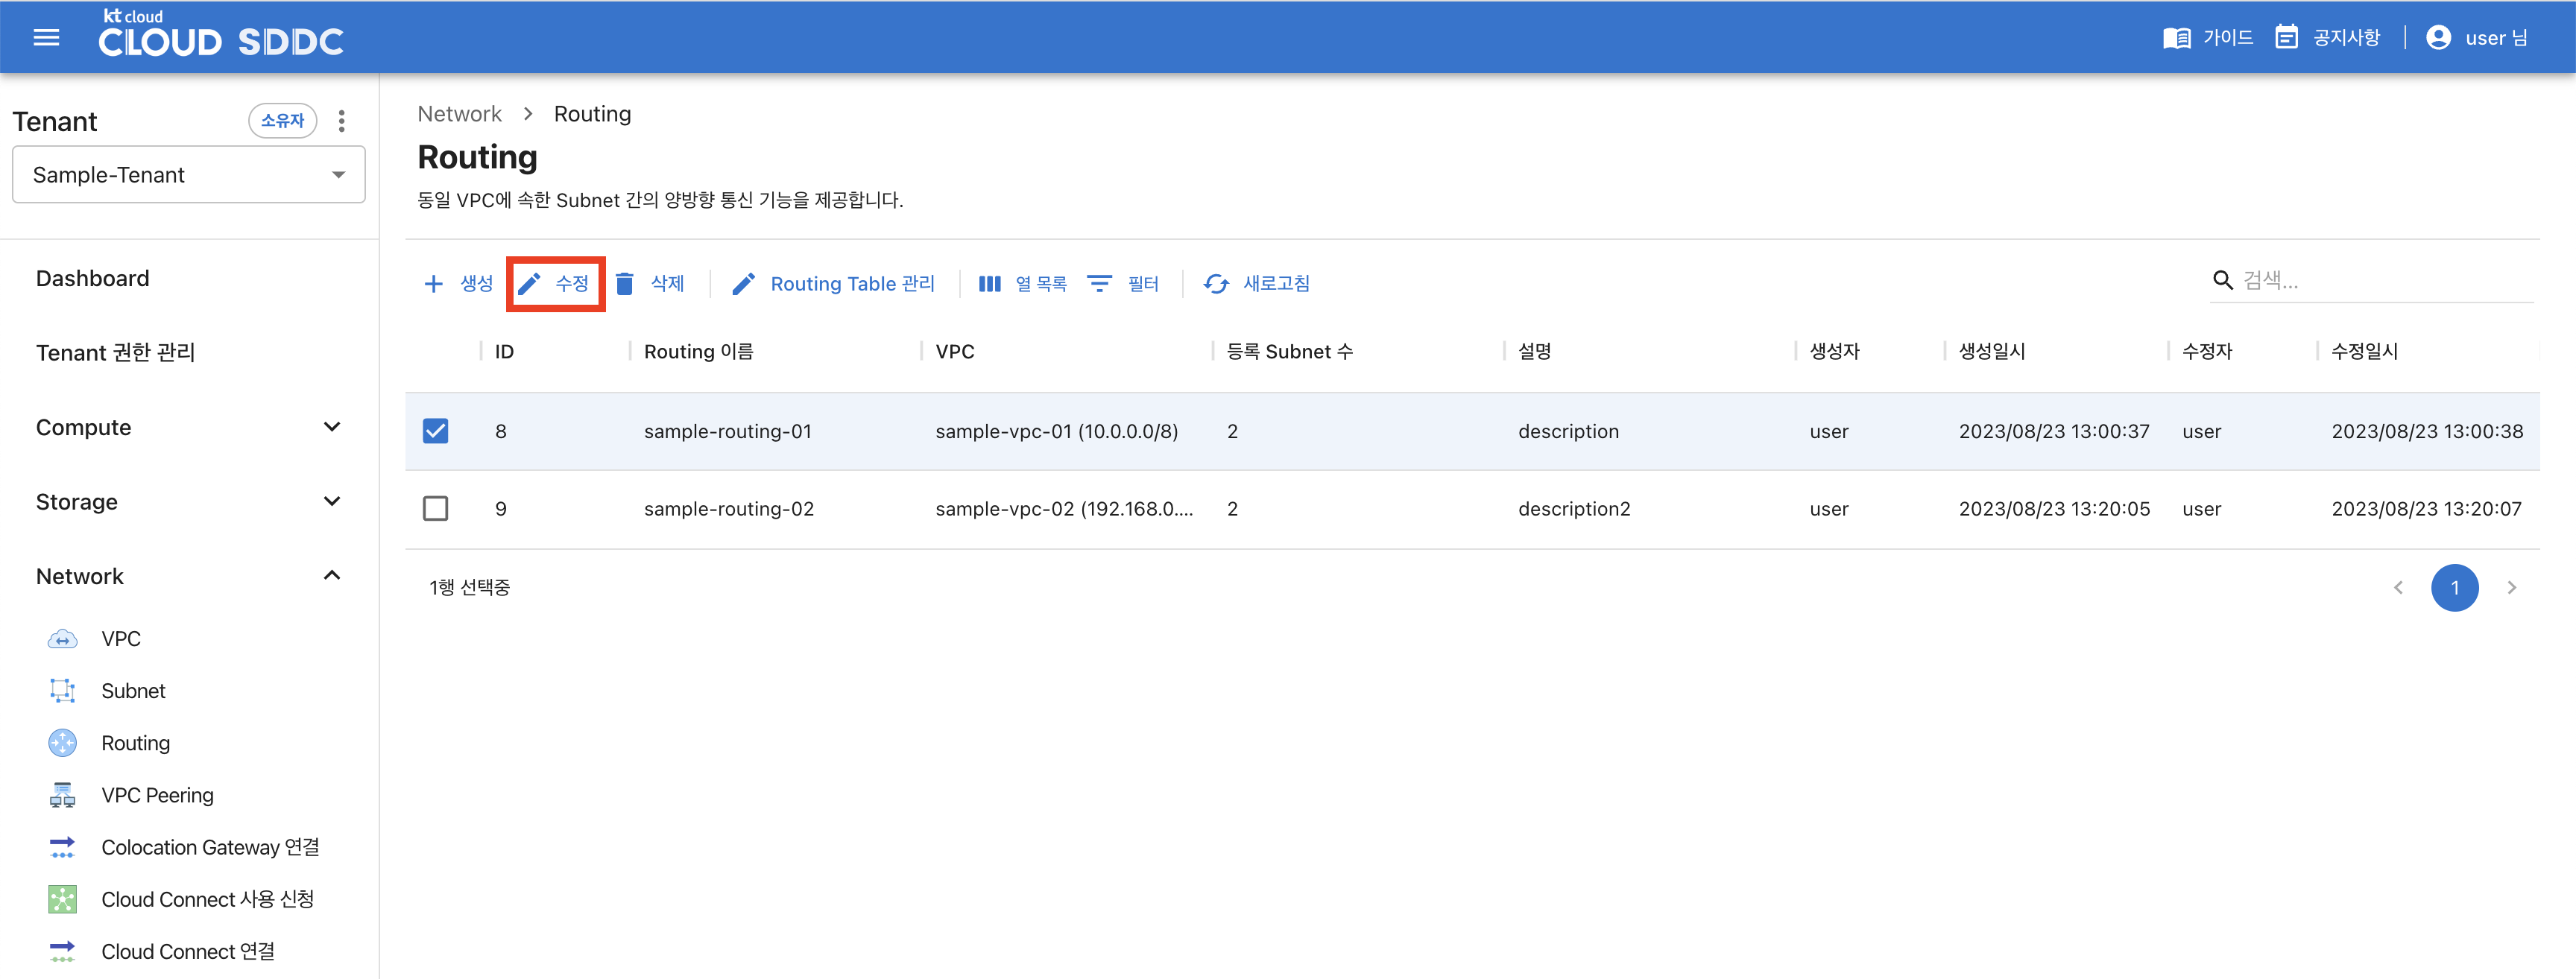 kt cloud
CLOUD SDDC
가이드
공지사항
user 님
Tenant
소유자
Sample-Tenant
Dashboard
Tenant 권한 관리
Compute
Storage
Network
VPC
Subnet
Routing
VPC Peering
Colocation Gateway 연결
Cloud Connect 사용 신청
Cloud Connect 연결
Network > Routing
Routing
동일 VPC에 속한 Subnet 간의 양방향 통신 기능을 제공합니다.
생성 수정 삭제 Routing Table 관리 열 목록 필터 새로고침 검색...
ID Routing 이름 VPC 등록 Subnet 수 설명 생성자 생성일시 수정자 수정일시
8 sample-routing-01 sample-vpc-01 (10.0.0.0/8) 2 description user 2023/08/23 13:00:37 user 2023/08/23 13:00:38
9 sample-routing-02 sample-vpc-02 (192.168.0.... 2 description2 user 2023/08/23 13:20:05 user 2023/08/23 13:20:07
1행 선택중
1